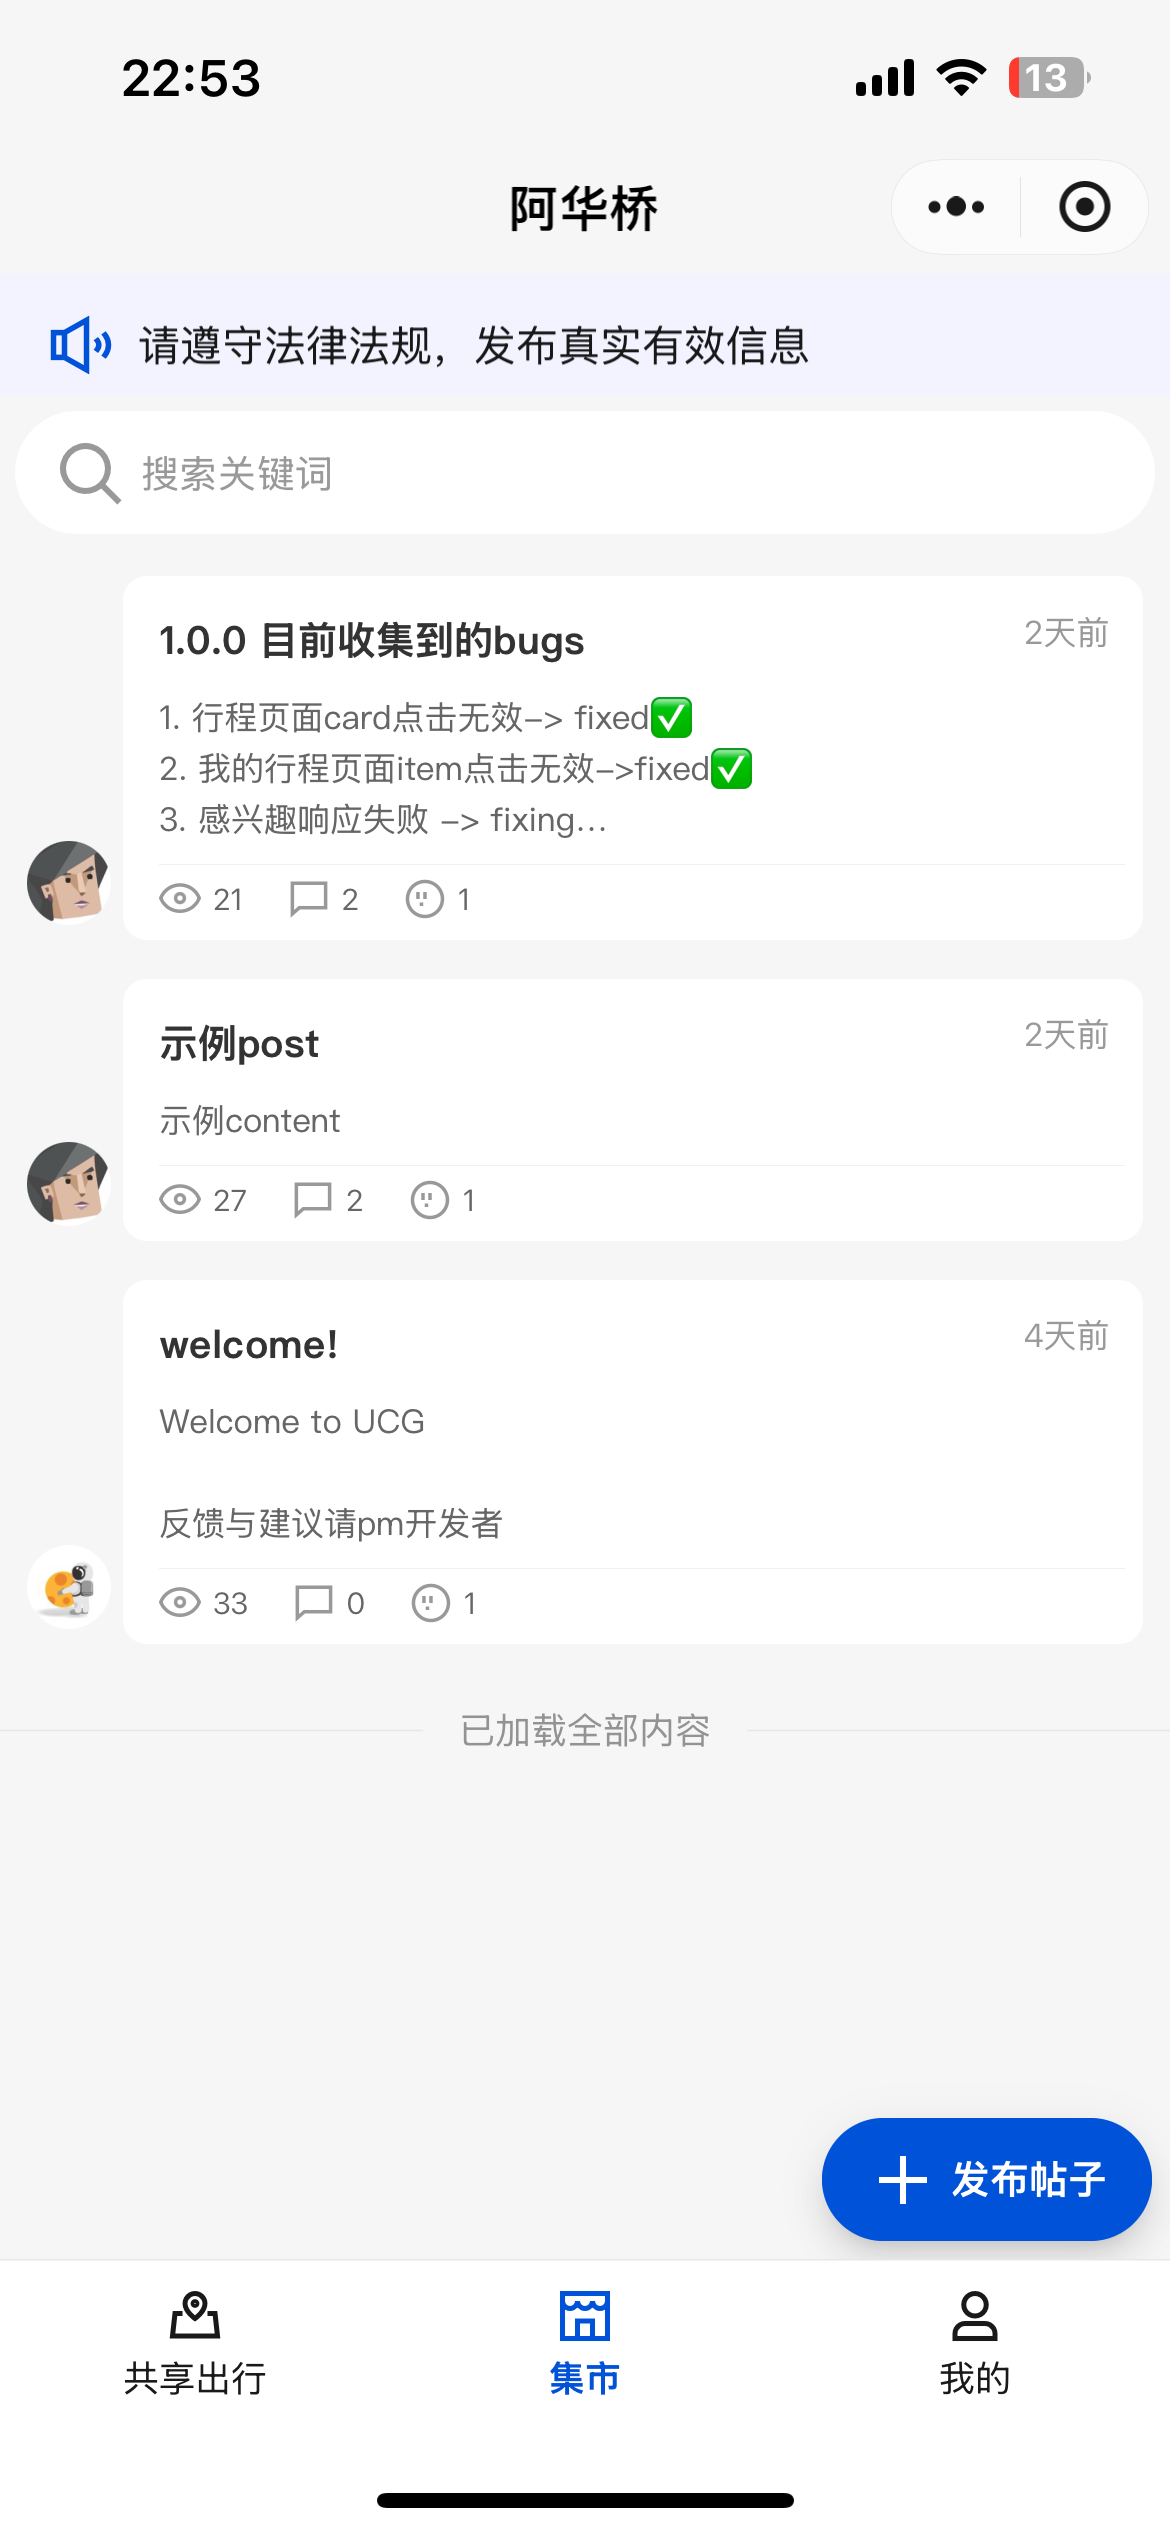 22:53
13
阿华桥
请遵守法律法规，发布真实有效信息
搜索关键词
1.0.0 目前收集到的bugs
2天前
1. 行程页面card点击无效–> fixed✅
2. 我的行程页面item点击无效–>fixed✅
3. 感兴趣响应失败 –> fixing...
21
2
1
示例post
2天前
示例content
27
2
1
welcome!
4天前
Welcome to UCG
反馈与建议请pm开发者
33
0
1
已加载全部内容
发布帖子
共享出行
集市
我的